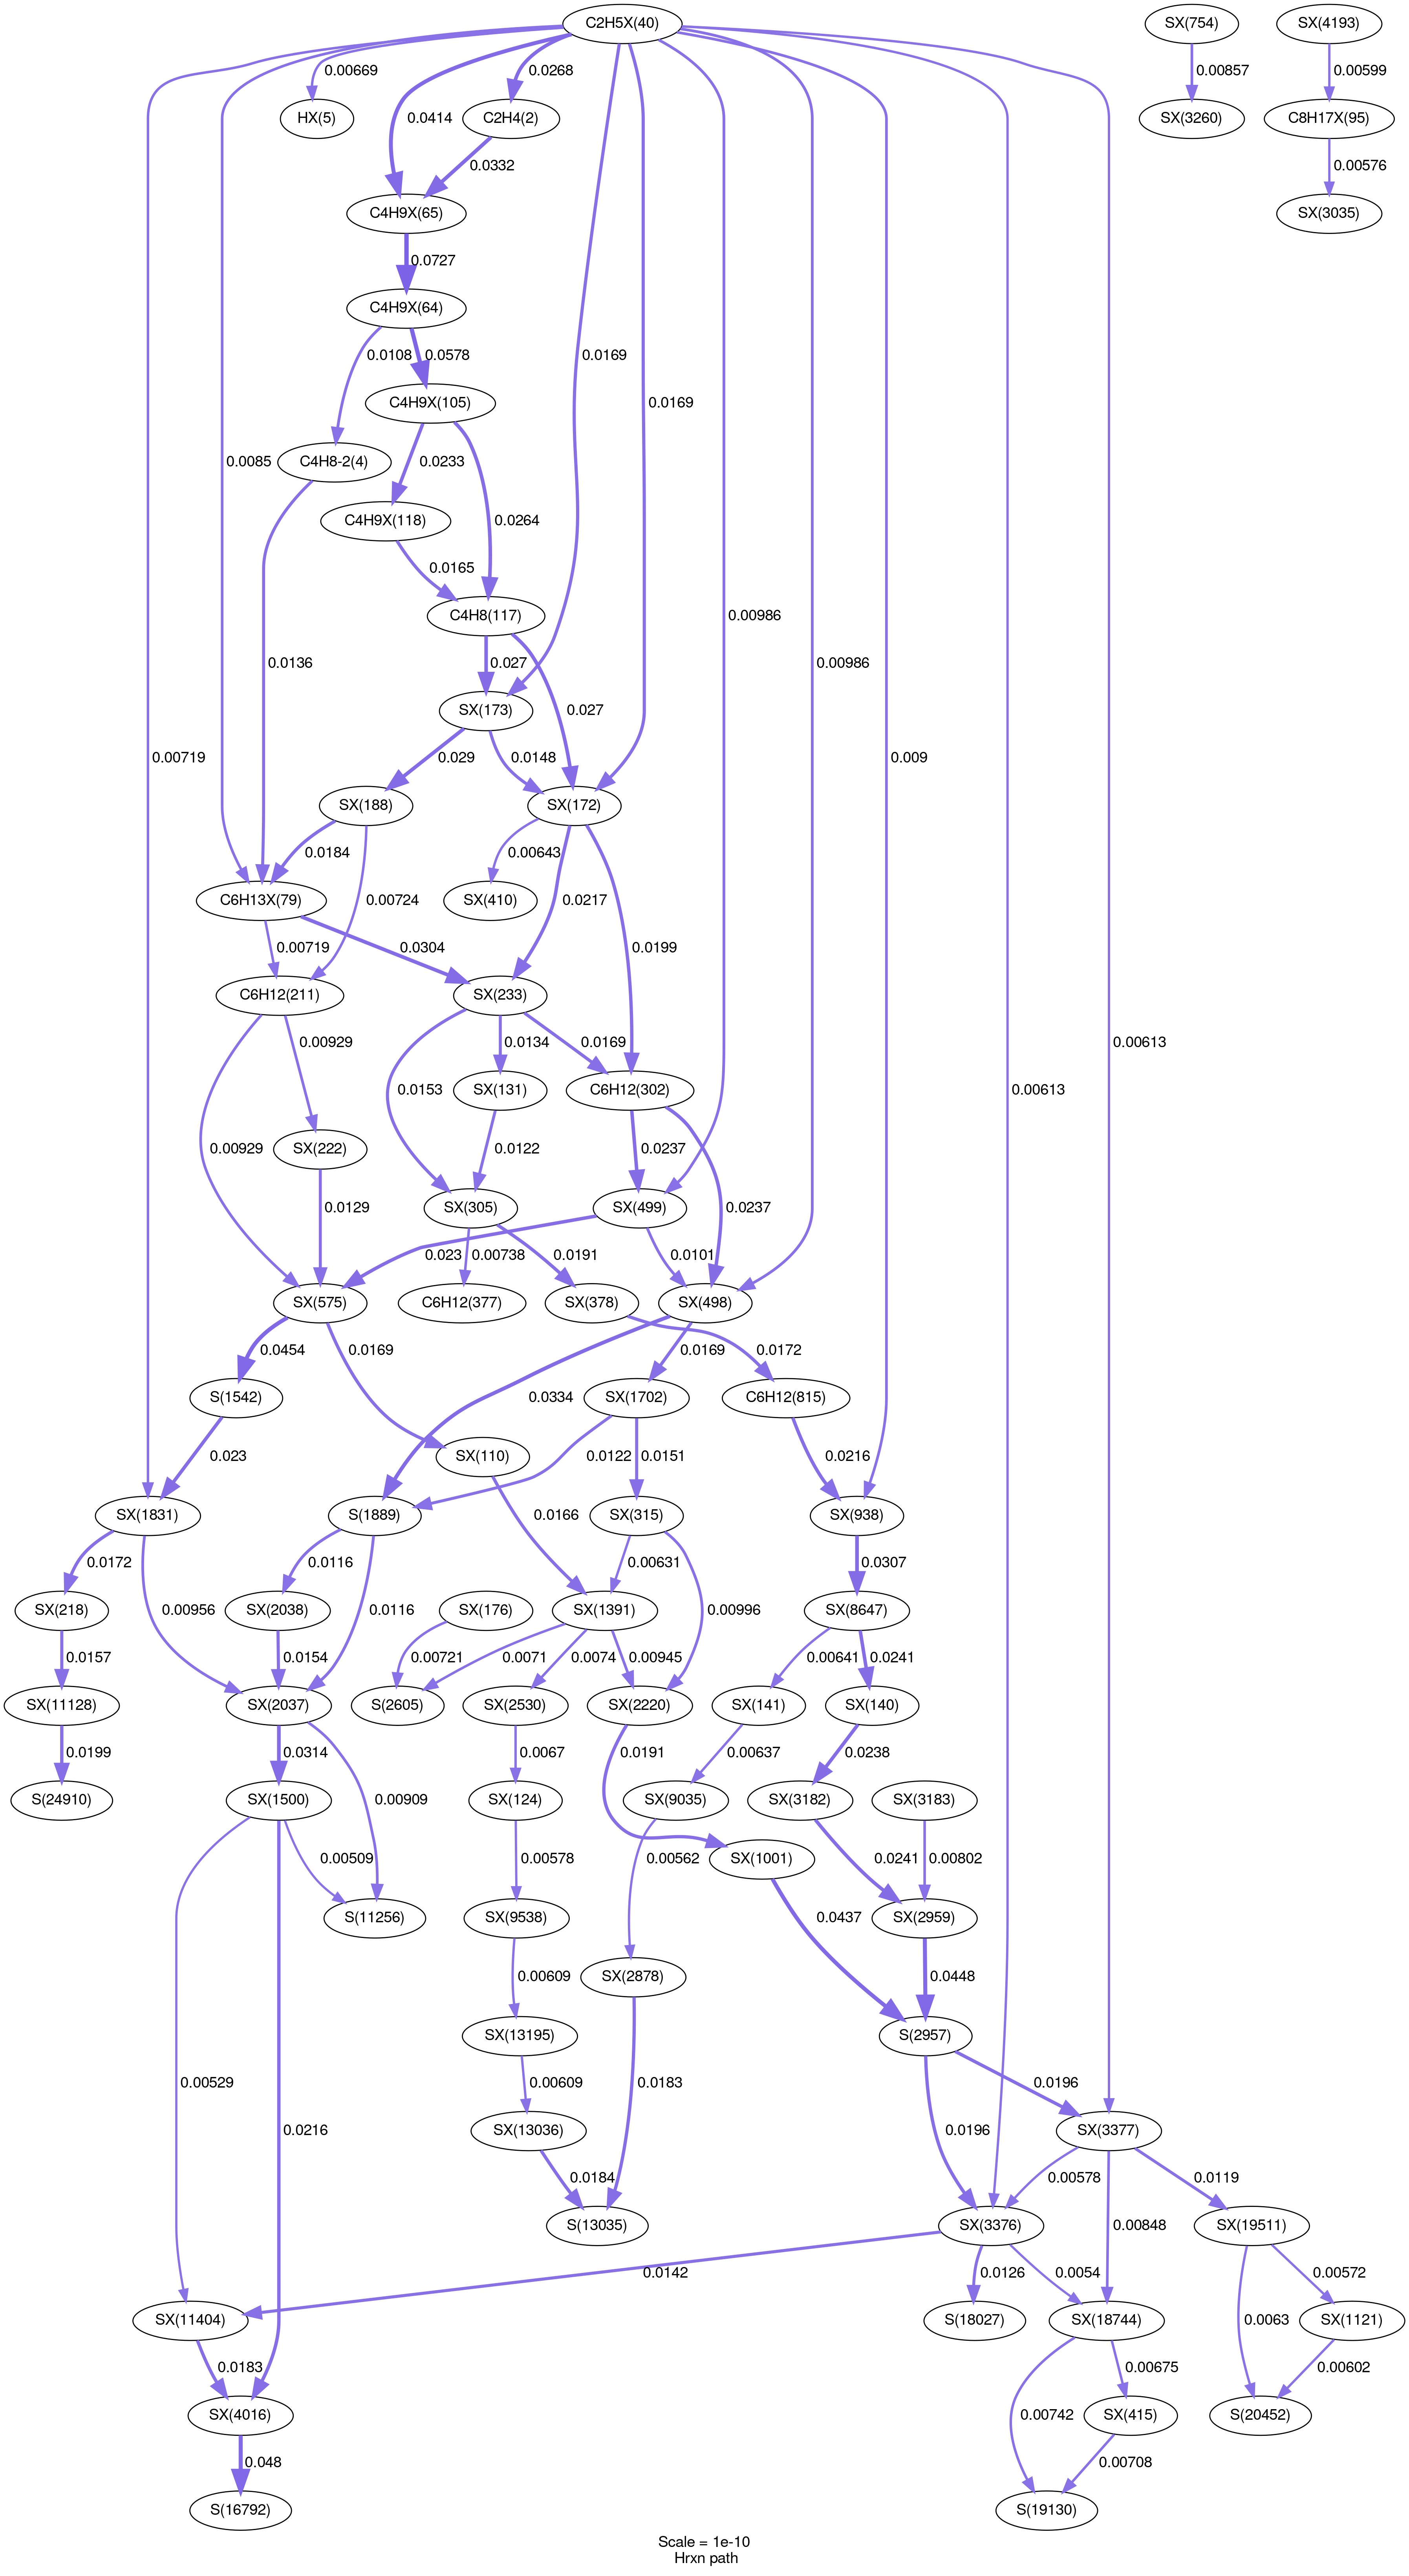 C2H5X(40)
SX(754)
SX(4193)
0.00669
0.0268
0.00857
0.00599
HX(5)
0.0414
C2H4(2)
SX(3260)
C8H17X(95)
0.0332
0.00576
C4H9X(65)
SX(3035)
0.0727
C4H9X(64)
0.0108
0.0578
0.0169
C4H9X(105)
0.0169
0.0085
C4H8-2(4)
0.0233
C4H9X(118)
0.0264
0.0165
C4H8(117)
0.00986
0.0136
0.027
0.00986
SX(173)
0.027
0.029
0.0148
0.00719
0.009
SX(188)
SX(172)
0.0184
0.00643
C6H13X(79)
0.00724
SX(410)
0.0217
0.00719
0.0304
0.0199
C6H12(211)
SX(233)
0.00929
0.0134
0.0169
0.00613
0.0153
SX(131)
C6H12(302)
0.00613
0.00929
SX(222)
0.0122
0.0237
0.0129
SX(305)
SX(499)
0.0237
0.023
0.00738
0.0191
0.0101
SX(575)
C6H12(377)
SX(378)
SX(498)
0.0454
0.0169
0.0169
0.0172
S(1542)
0.0334
SX(1702)
C6H12(815)
0.023
SX(110)
0.0122
0.0151
0.0216
SX(1831)
S(1889)
0.0166
SX(315)
SX(938)
0.0172
0.0116
0.00631
0.0307
SX(218)
0.00956
SX(2038)
0.0116
SX(176)
SX(1391)
0.00996
SX(8647)
0.0157
0.0154
0.00721
0.0071
0.0074
0.00945
0.00641
0.0241
SX(11128)
SX(2037)
S(2605)
SX(2530)
SX(2220)
SX(141)
SX(140)
0.0199
0.0314
0.0067
0.0191
0.00637
0.0238
S(24910)
SX(1500)
0.00909
SX(124)
SX(9035)
SX(3182)
SX(3183)
0.00509
0.00578
0.00562
SX(1001)
0.0241
0.00802
S(11256)
SX(9538)
0.0437
SX(2959)
0.00609
SX(2878)
0.0448
SX(13195)
S(2957)
0.00529
0.00609
0.0183
0.0196
0.0216
SX(13036)
0.0196
SX(3377)
0.0184
0.00578
0.0119
S(13035)
SX(3376)
0.00848
SX(19511)
0.0142
0.0126
0.0054
0.00572
SX(11404)
S(18027)
SX(18744)
0.0063
SX(1121)
0.0183
0.00675
0.00602
SX(4016)
0.00742
SX(415)
S(20452)
0.048
0.00708
S(16792)
S(19130)
Scale = 1e-10
Hrxn path